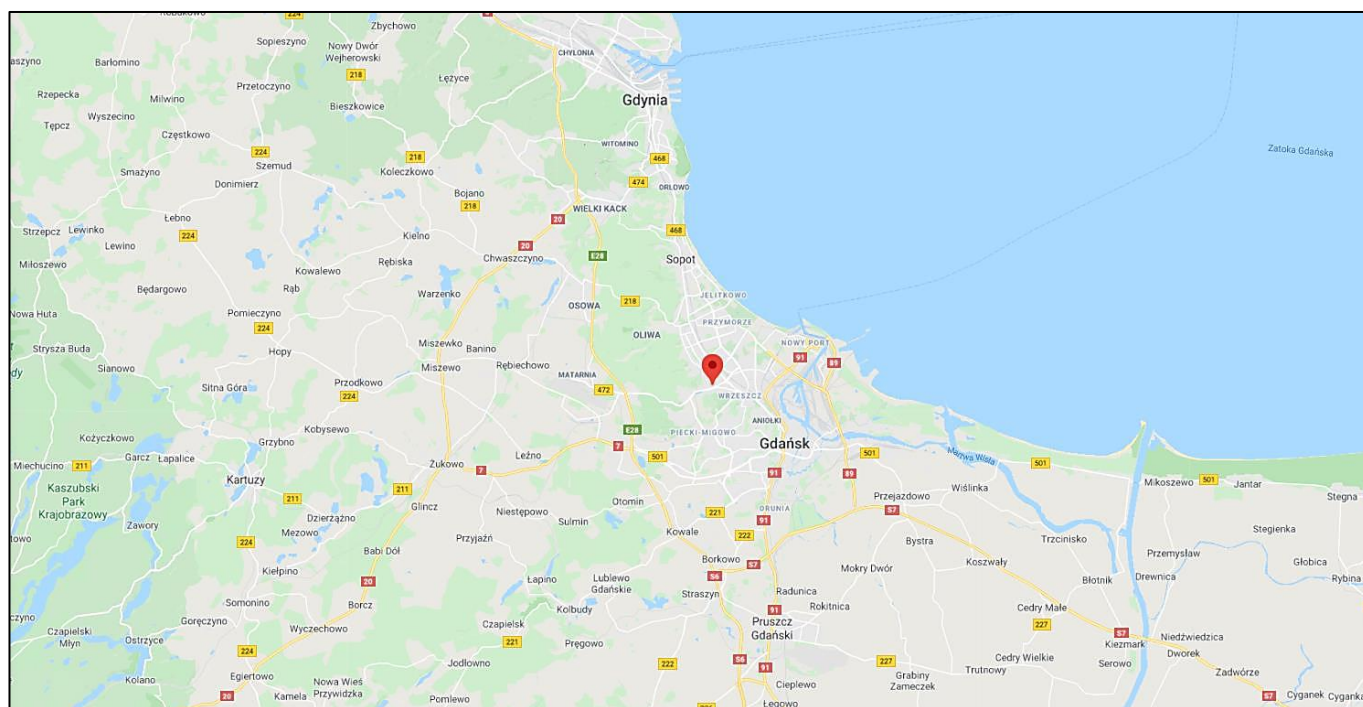 224
6
Zbychowo
Sopieszyno
Nowy Dwór
Wejherowski
CHYLONIA
Barłomino
218
Łężyce
Rzepecka
Milwino
Przetoczyno
Gdynia
Wyszecino
Bieszkowice
Tępcz
Częstkowo
WITOMINO
224
218
468
Zatoka Gdańska
Smażyno
Szemud
Koleczkowo
474
ORŁOWO
Donimierz
Bojano
218
WIELKI KACK
Łebno
20
Strzepcz
Lewinko
224
Kielno
468
Lewino
20
Miłoszewo
Kowalewo
Rębiska
Chwaszczyno
E28
Sopot
Będargowo
Rąb
Warzenko
JELITKOWO
Nowa Huta
Pomieczyno
OSOWA
218
224
PRZYMORZE
Strysza Buda
Hopy
Miszewko
Banino
OLIWA
NOWY PORT
Sianowo
Miszewo
Rębiechowo
91
89
Sitna Góra
Przodkowo
MATARNIA
224
472
WRZESZCZ
Kożyczkowo
Grzybno
Kobysewo
E28
PIECKI-MIGOWO
ANIOŁKI
Gdańsk
Garcz
Łapalice
Leźno
7
Miechucino
211
Żukowo
7
501
501
Martwa Wisła
501
Kartuzy
91
89
Mikoszewo
501
Jantar
Kaszubski
Park
Krajobrazowy
211
211
Wiślinka
Stegna
Glincz
Niestępowo
Otomin
Przejazdowo
Zawory
Dzierżążno
Sulmin
221
ORUNIA
S7
Mezowo
91
Stegienka
224
Przyjaźń
Kowale
222
Bystra
Trzcinisko
Babi Dół
Borkowo
S7
Koszwały
Przemysław
Głobica
Kiełpino
20
Łapino
Lublewo
Gdańskie
S6
Mokry Dwór
Błotnik
Drewnica
Rybina
Somonino
Borcz
Kolbudy
Straszyn
Radunica
Goręczyno
Czapielsk
91
Rokitnica
Cedry Małe
Czapielski
Młyn
Ostrzyce
Wyczechowo
221
Pręgowo
Pruszcz
Gdański
227
S7
Niedźwiedzica
224
Kiezmark
Dworek
Kolano
Egiertowo
Jodłowno
222
S6
227
Cedry Wielkie
Serowo
Zadwórze
Nowa Wieś
Przywidzka
91
Grabiny
Zameczek
Trutnowy
20
Kamela
Pomlewo
Cieplewo
S7
Cyganek
Łęgowo